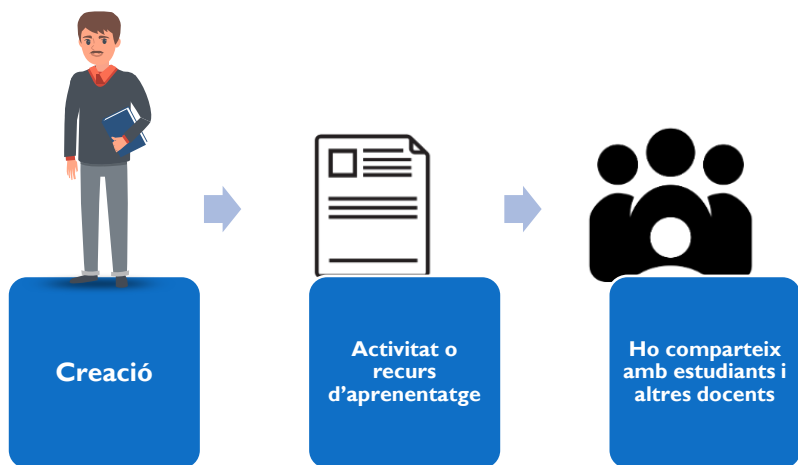 Creació
Activitat o
recurs
d’aprenentatge
Ho comparteix
amb estudiants i
altres docents